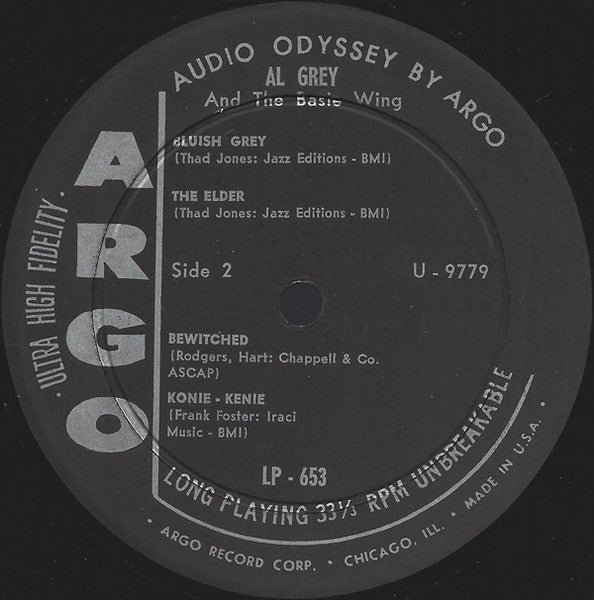 AUDIO ODYSSEY BY ARGO
AL GREY
And The Basie Wing
ARGO
· ULTRA HIGH FIDELITY ·
BLUISH GREY
(Thad Jones: Jazz Editions - BMI)
THE ELDER
(Thad Jones: Jazz Editions - BMI)
Side 2
U - 9779
BEWITCHED
(Rodgers, Hart: Chappell & Co.
ASCAP)
KONIE - KENIE
(Frank Foster: Iraci
Music - BMI)
LP - 653
LONG PLAYING 33⅓ RPM UNBREAKABLE
· ARGO RECORD CORP. · CHICAGO, ILL. · MADE IN U.S.A. ·